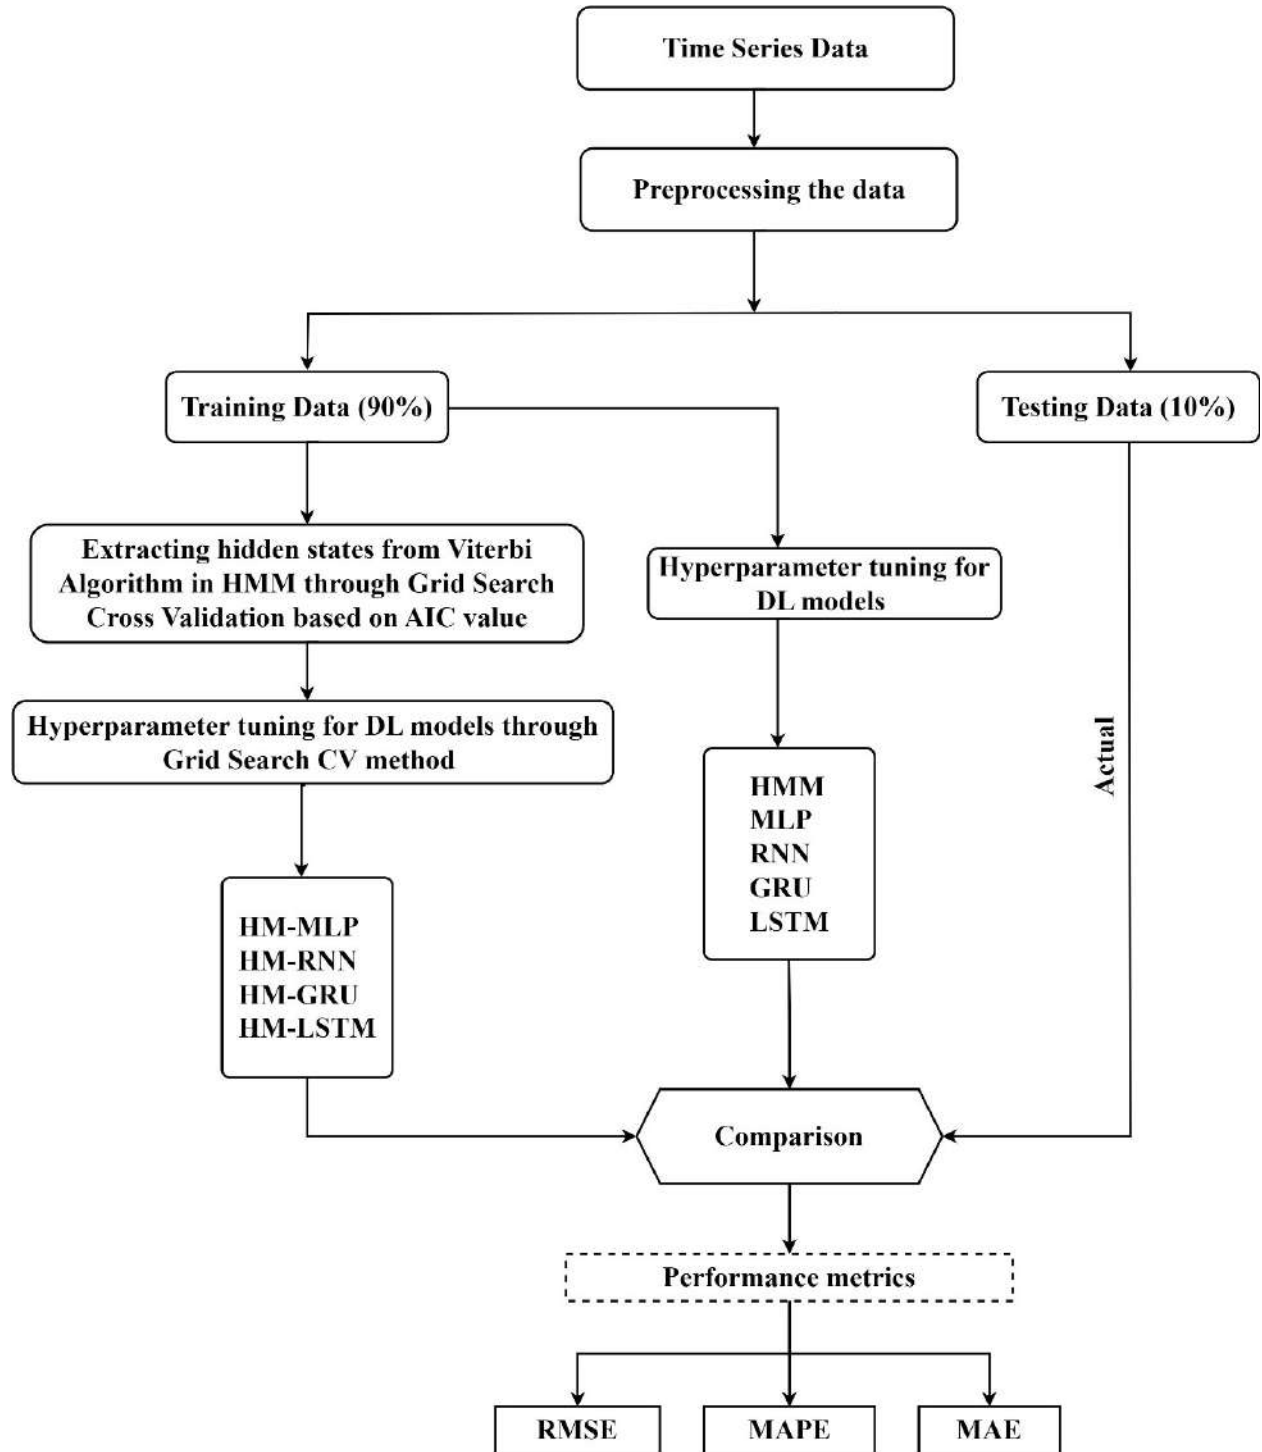 Time Series Data
Preprocessing the data
Training Data (90%)
Testing Data (10%)
Extracting hidden states from Viterbi
Algorithm in HMM through Grid Search
Cross Validation based on AIC value
Hyperparameter tuning for
DL models
Hyperparameter tuning for DL models through
Grid Search CV method
Actual
HMM
MLP
RNN
GRU
LSTM
HM-MLP
HM-RNN
HM-GRU
HM-LSTM
Comparison
Performance metrics
RMSE
MAPE
MAE